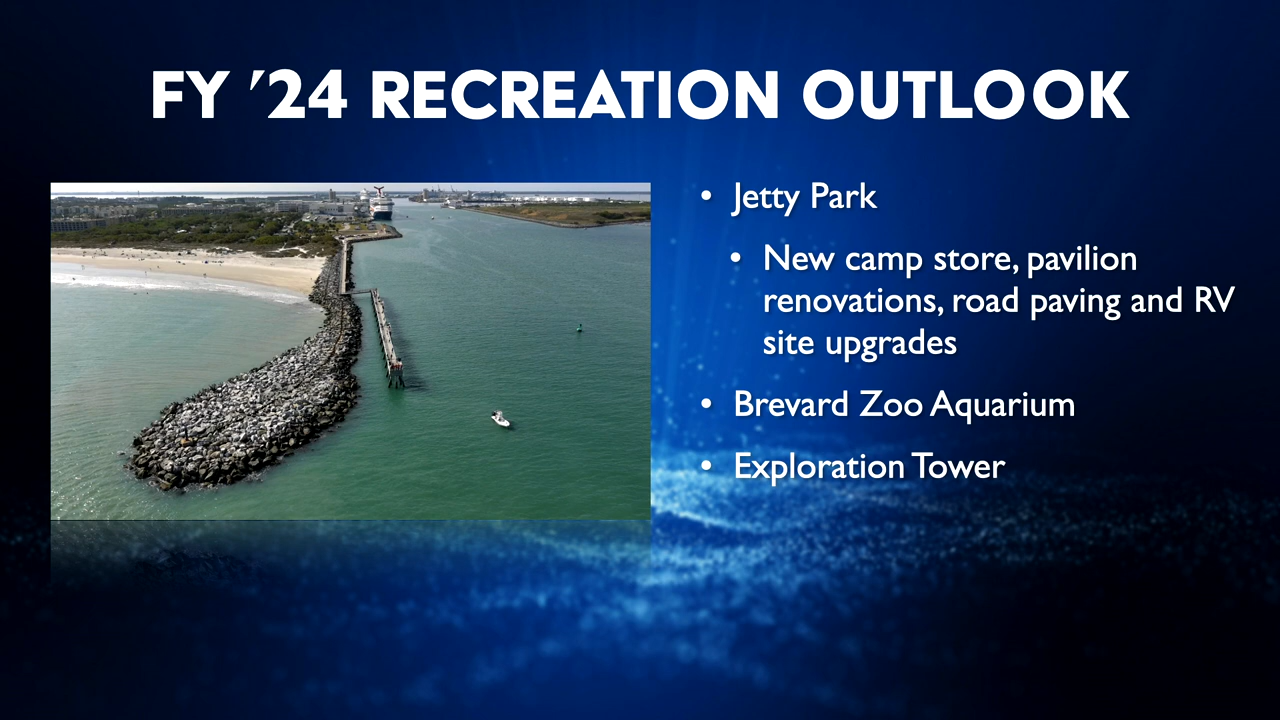 FY ’24 RECREATION OUTLOOK
• Jetty Park
• New camp store, pavilion
renovations, road paving and RV
site upgrades
• Brevard Zoo Aquarium
• Exploration Tower